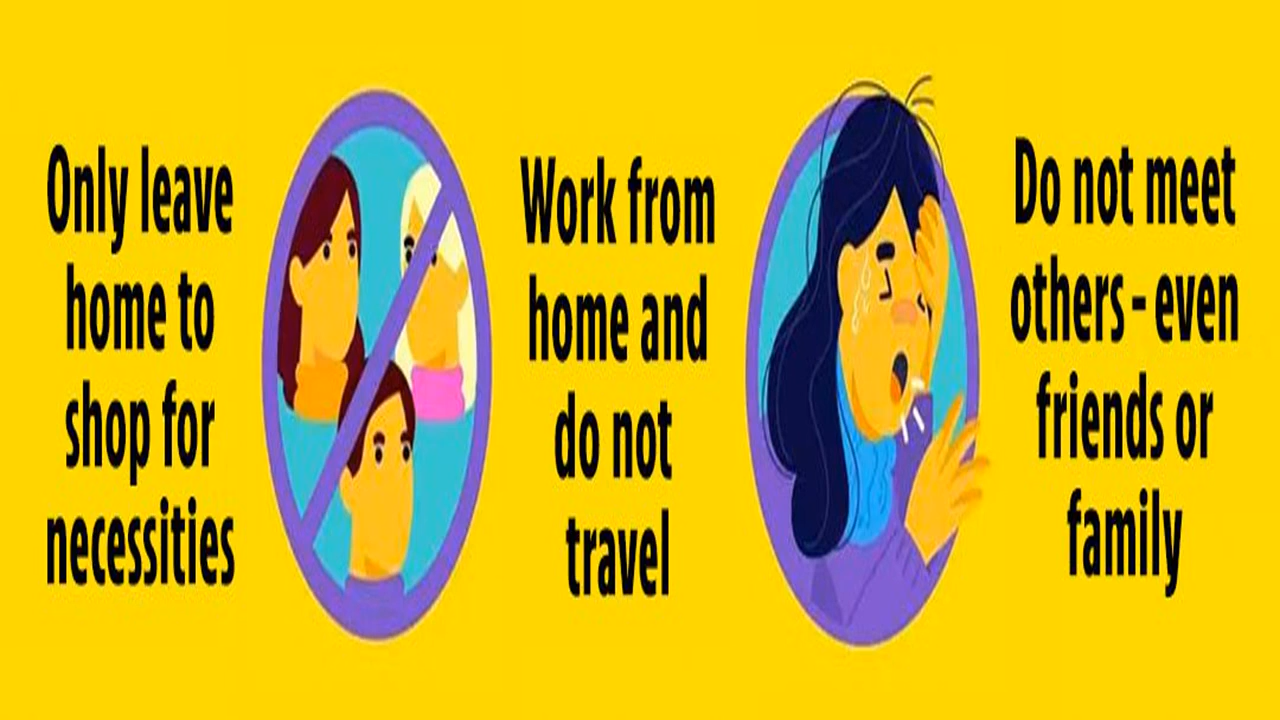 Only leave
home to
shop for
necessities
Work from
home and
do not
travel
Do not meet
others - even
friends or
family